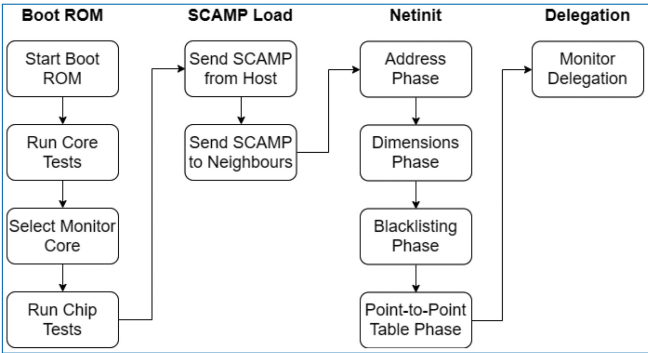 Boot ROM
Start Boot
ROM
Run Core
Tests
Select Monitor
Core
Run Chip
Tests
SCAMP Load
Send SCAMP
from Host
Send SCAMP
to Neighbours
Netinit
Address
Phase
Dimensions
Phase
Blacklisting
Phase
Point-to-Point
Table Phase
Delegation
Monitor
Delegation